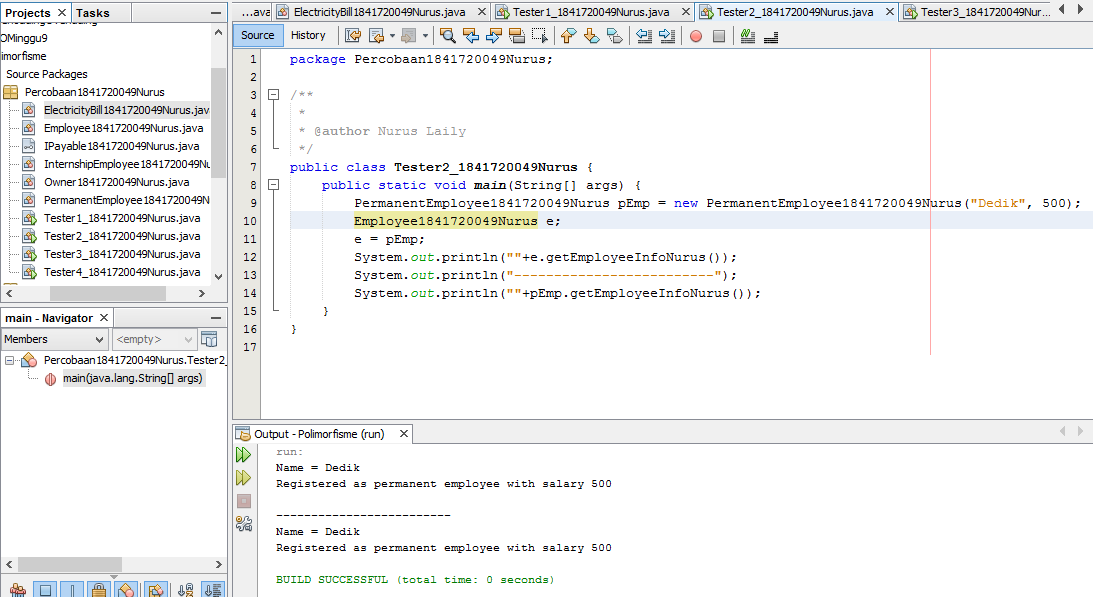 Projects Tasks
OMinggu9
imorfisme
Source Packages
Percobaan1841720049Nurus
ElectricityBill1841720049Nurus.jav
Employee1841720049Nurus.java
IPayable1841720049Nurus.java
InternshipEmployee1841720049Nu
Owner1841720049Nurus.java
PermanentEmployee1841720049N
Tester1_1841720049Nurus.java
Tester2_1841720049Nurus.java
Tester3_1841720049Nurus.java
Tester4_1841720049Nurus.java
main - Navigator
Members <empty>
Percobaan1841720049Nurus.Tester2_
main(java.lang.String[] args)
...ava ElectricityBill1841720049Nurus.java Tester1_1841720049Nurus.java Tester2_1841720049Nurus.java Tester3_1841720049Nur...
Source History
1 package Percobaan1841720049Nurus;
2
3 /**
4 *
5 * @author Nurus Laily
6 */
7 public class Tester2_1841720049Nurus {
8 public static void main(String[] args) {
9 PermanentEmployee1841720049Nurus pEmp = new PermanentEmployee1841720049Nurus("Dedik", 500);
10 Employee1841720049Nurus e;
11 e = pEmp;
12 System.out.println(""+e.getEmployeeInfoNurus());
13 System.out.println("-------------------------");
14 System.out.println(""+pEmp.getEmployeeInfoNurus());
15 }
16 }
17
Output - Polimorfisme (run)
run:
Name = Dedik
Registered as permanent employee with salary 500
-------------------------
Name = Dedik
Registered as permanent employee with salary 500
BUILD SUCCESSFUL (total time: 0 seconds)